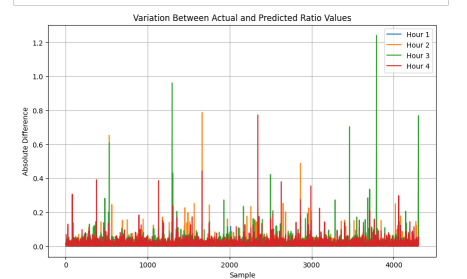 Variation Between Actual and Predicted Ratio Values
Hour 1
Hour 2
Hour 3
Hour 4
1.2
1.0
0.8
0.6
0.4
0.2
0.0
Absolute Difference
0
1000
2000
3000
4000
Sample